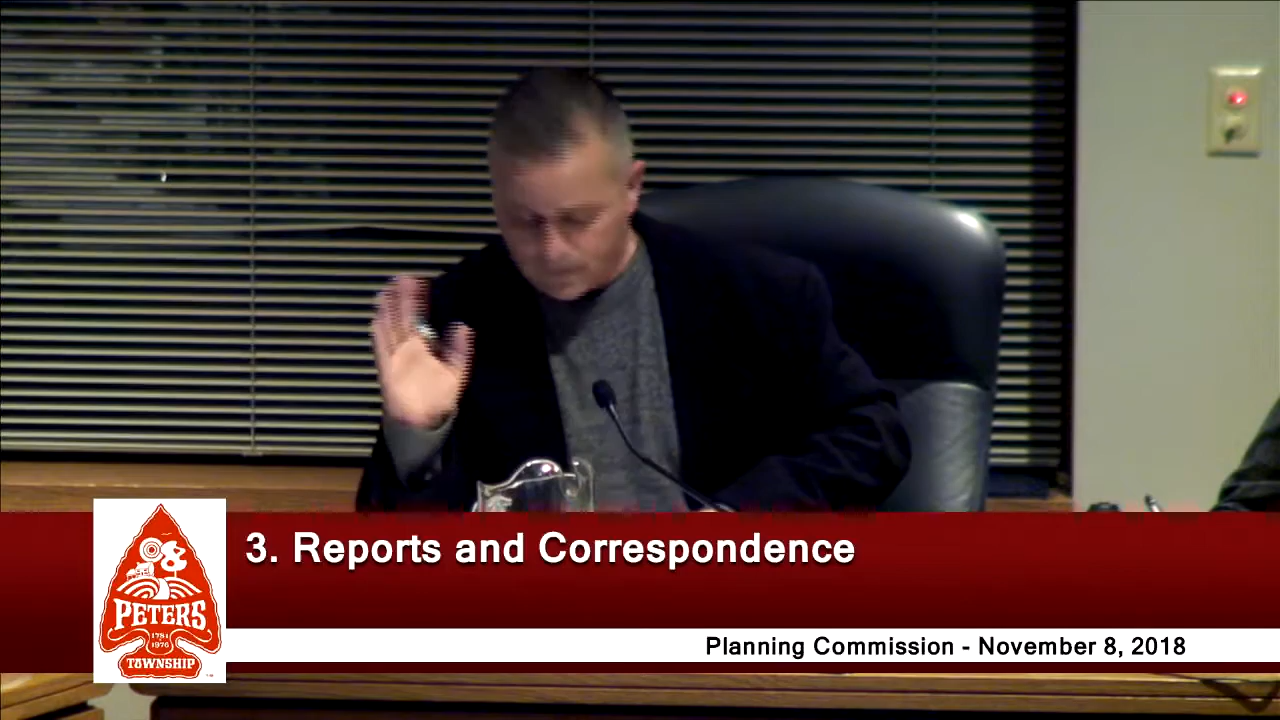 3. Reports and Correspondence
Planning Commission - November 8, 2018
PETERS
1781
1976
TOWNSHIP